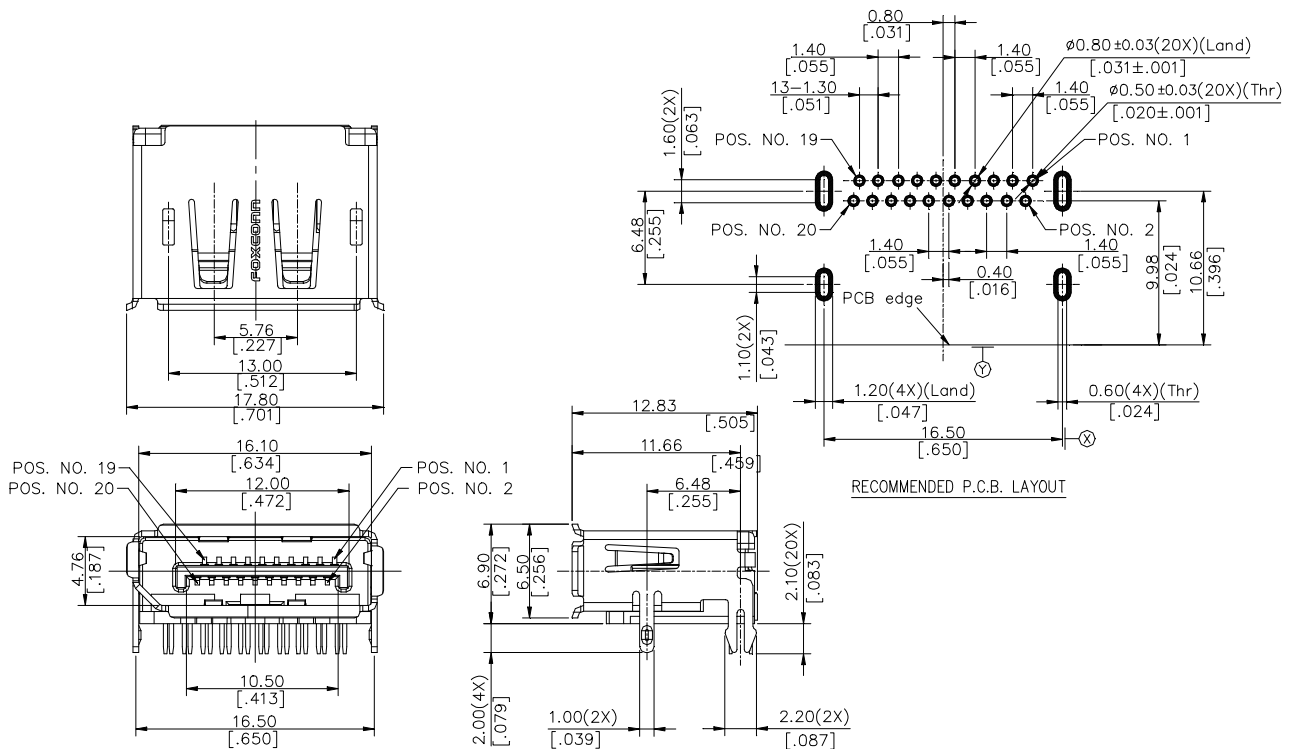 FOXCONN
5.76
[.227]
13.00
[.512]
17.80
[.701]
0.80
[.031]
1.40
[.055]
1.40
[.055]
Ø0.80±0.03(20X)(Land)
[.031±.001]
13-1.30
[.051]
1.40
[.055]
Ø0.50±0.03(20X)(Thr)
[.020±.001]
1.60(2X)
[.063]
POS. NO. 19
POS. NO. 1
POS. NO. 20
POS. NO. 2
6.48
[.255]
1.40
[.055]
1.40
[.055]
0.40
[.016]
9.98
[.024]
10.66
[.396]
PCB edge
1.10(2X)
[.043]
Y
1.20(4X)(Land)
[.047]
0.60(4X)(Thr)
[.024]
16.50
[.650]
X
RECOMMENDED P.C.B. LAYOUT
16.10
[.634]
POS. NO. 19
POS. NO. 20
POS. NO. 1
POS. NO. 2
12.00
[.472]
4.76
[.187]
10.50
[.413]
16.50
[.650]
12.83
[.505]
11.66
[.459]
6.48
[.255]
6.90
[.272]
6.50
[.256]
2.10(20X)
[.083]
2.00(4X)
[.079]
1.00(2X)
[.039]
2.20(2X)
[.087]